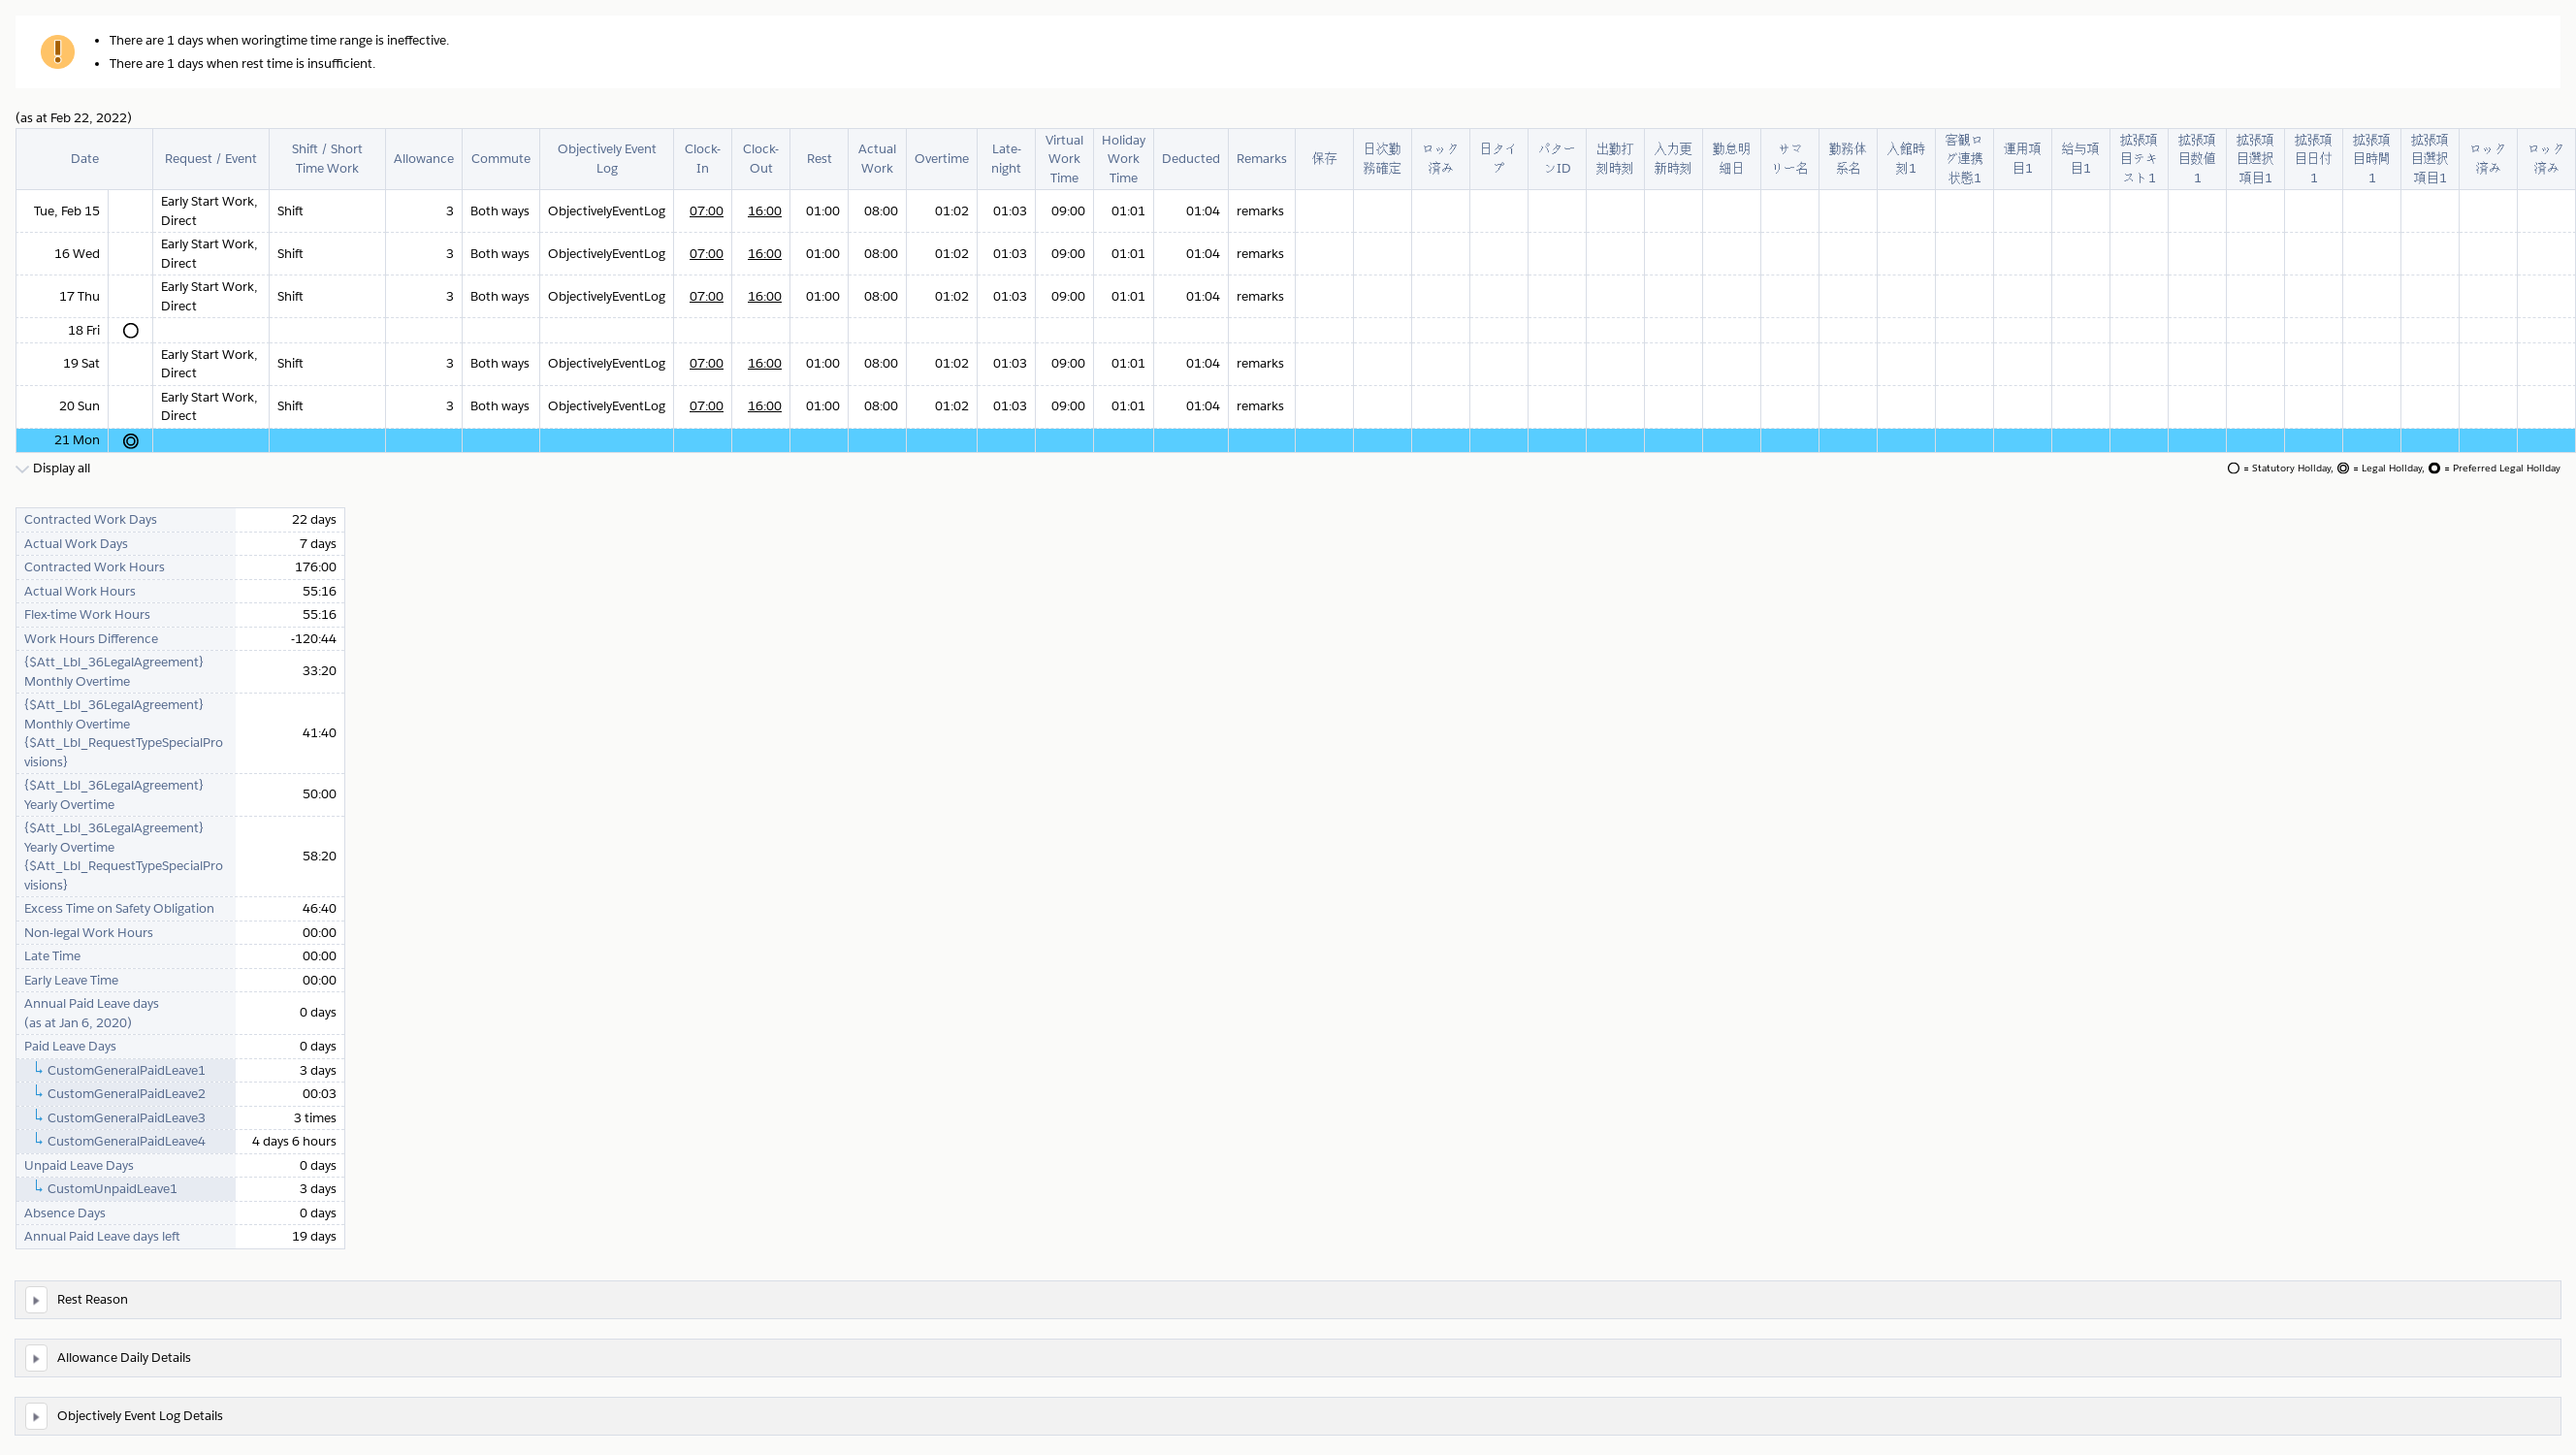 There are 1 days when woringtime time range is ineffective.
There are 1 days when rest time is insufficient.
(as at Feb 22, 2022)
Date Request / Event Shift / Short Time Work Allowance Commute Objectively Event Log Clock-In Clock-Out Rest Actual Work Overtime Late-night Virtual Work Time Holiday Work Time Deducted Remarks 保存 日次勤務確定 ロック済み 日タイプ パターンID 出勤打刻時刻 入力更新時刻 勤怠明細日 サマリー名 勤務体系名 入館時刻1 客観ログ連携状態1 運用項目1 給与項目1 拡張項目テキスト1 拡張項目数値1 拡張項目選択項目1 拡張項目日付1 拡張項目時間1 拡張項目選択項目1 ロック済み ロック済み
Tue, Feb 15 Early Start Work, Direct Shift 3 Both ways ObjectivelyEventLog 07:00 16:00 01:00 08:00 01:02 01:03 09:00 01:01 01:04 remarks
16 Wed Early Start Work, Direct Shift 3 Both ways ObjectivelyEventLog 07:00 16:00 01:00 08:00 01:02 01:03 09:00 01:01 01:04 remarks
17 Thu Early Start Work, Direct Shift 3 Both ways ObjectivelyEventLog 07:00 16:00 01:00 08:00 01:02 01:03 09:00 01:01 01:04 remarks
18 Fri
19 Sat Early Start Work, Direct Shift 3 Both ways ObjectivelyEventLog 07:00 16:00 01:00 08:00 01:02 01:03 09:00 01:01 01:04 remarks
20 Sun Early Start Work, Direct Shift 3 Both ways ObjectivelyEventLog 07:00 16:00 01:00 08:00 01:02 01:03 09:00 01:01 01:04 remarks
21 Mon
Display all
= Statutory Holiday, = Legal Holiday, = Preferred Legal Holiday
Contracted Work Days 22 days
Actual Work Days 7 days
Contracted Work Hours 176:00
Actual Work Hours 55:16
Flex-time Work Hours 55:16
Work Hours Difference -120:44
{$Att_Lbl_36LegalAgreement}
Monthly Overtime 33:20
{$Att_Lbl_36LegalAgreement}
Monthly Overtime
{$Att_Lbl_RequestTypeSpecialPro
visions} 41:40
{$Att_Lbl_36LegalAgreement}
Yearly Overtime 50:00
{$Att_Lbl_36LegalAgreement}
Yearly Overtime
{$Att_Lbl_RequestTypeSpecialPro
visions} 58:20
Excess Time on Safety Obligation 46:40
Non-legal Work Hours 00:00
Late Time 00:00
Early Leave Time 00:00
Annual Paid Leave days
(as at Jan 6, 2020) 0 days
Paid Leave Days 0 days
CustomGeneralPaidLeave1 3 days
CustomGeneralPaidLeave2 00:03
CustomGeneralPaidLeave3 3 times
CustomGeneralPaidLeave4 4 days 6 hours
Unpaid Leave Days 0 days
CustomUnpaidLeave1 3 days
Absence Days 0 days
Annual Paid Leave days left 19 days
Rest Reason
Allowance Daily Details
Objectively Event Log Details